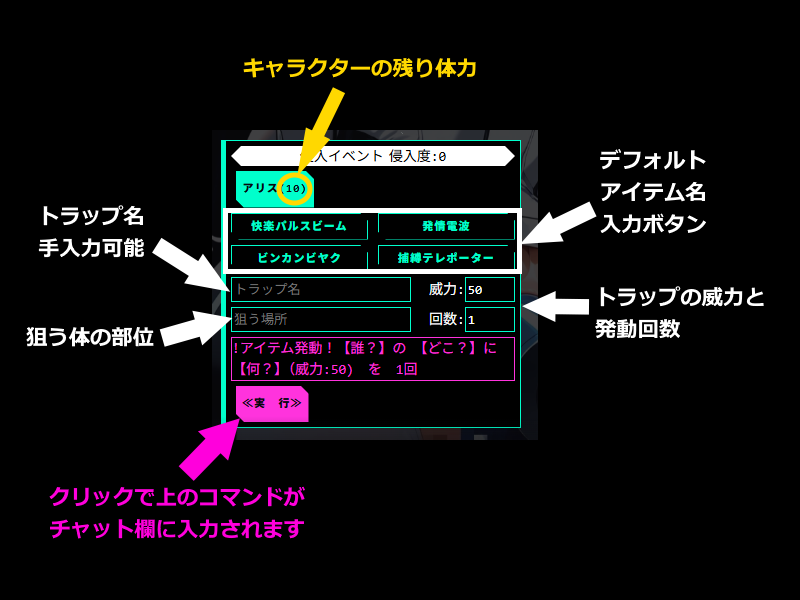 キャラクターの残り体力
入イベント 侵入度:0
アリス(10)
快楽パルスビーム
発情電波
ビンカンビヤク
捕縛テレポーター
デフォルト
アイテム名
入力ボタン
トラップ名
手入力可能
トラップ名
威力:50
狙う場所
回数:1
狙う体の部位
トラップの威力と
発動回数
!アイテム発動!【誰?】の 【どこ?】に
【何?】(威力:50) を 1回
≪実 行≫
クリックで上のコマンドが
チャット欄に入力されます